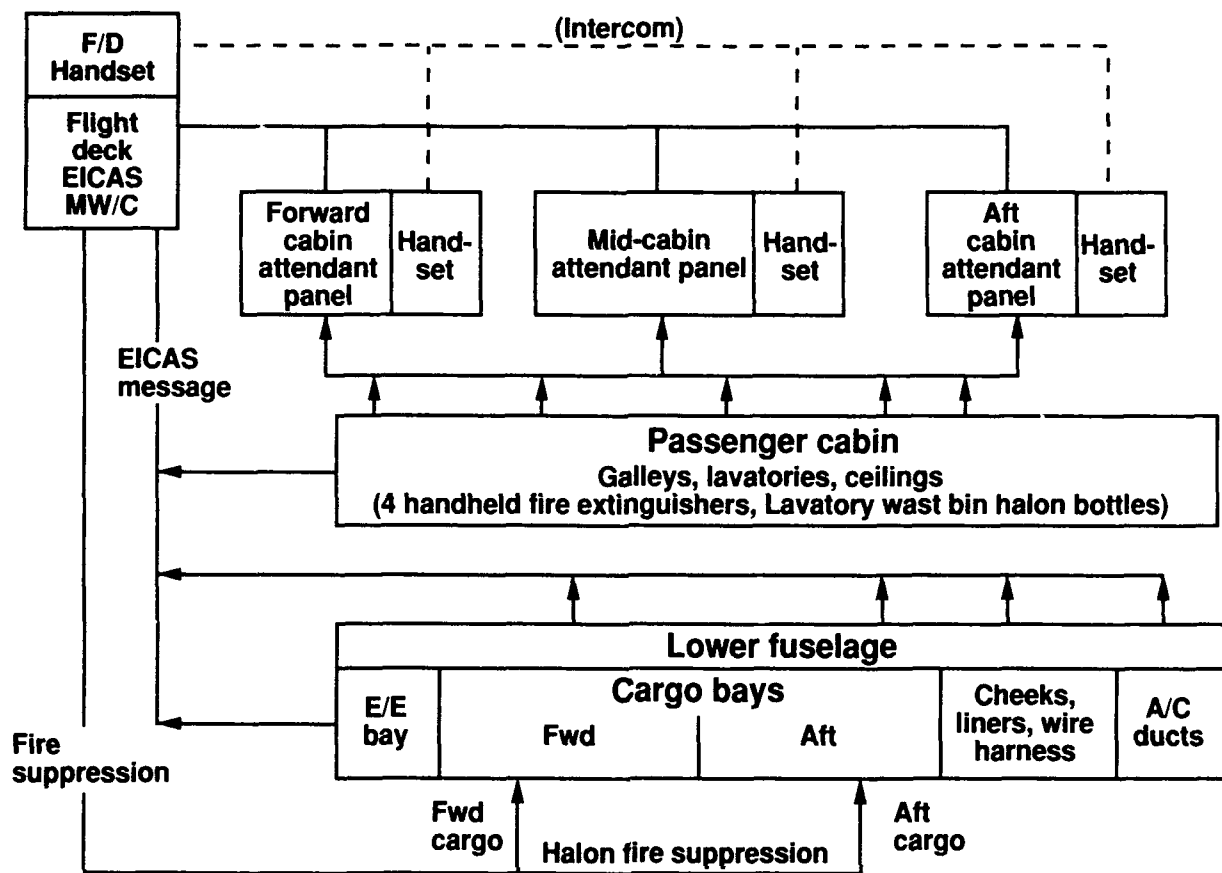 (Intercom)
F/D
Handset
Flight
deck
EICAS
MW/C
Forward
cabin
attendant
panel
Hand-
set
Mid-cabin
attendant panel
Hand-
set
Aft
cabin
attendant
panel
Hand-
set
EICAS
message
Passenger cabin
Galleys, lavatories, ceilings
(4 handheld fire extinguishers, Lavatory wast bin halon bottles)
Lower fuselage
E/E
bay
Cargo bays
Fwd
Aft
Cheeks,
liners, wire
harness
A/C
ducts
Fire
suppression
Fwd
cargo
Halon fire suppression
Aft
cargo